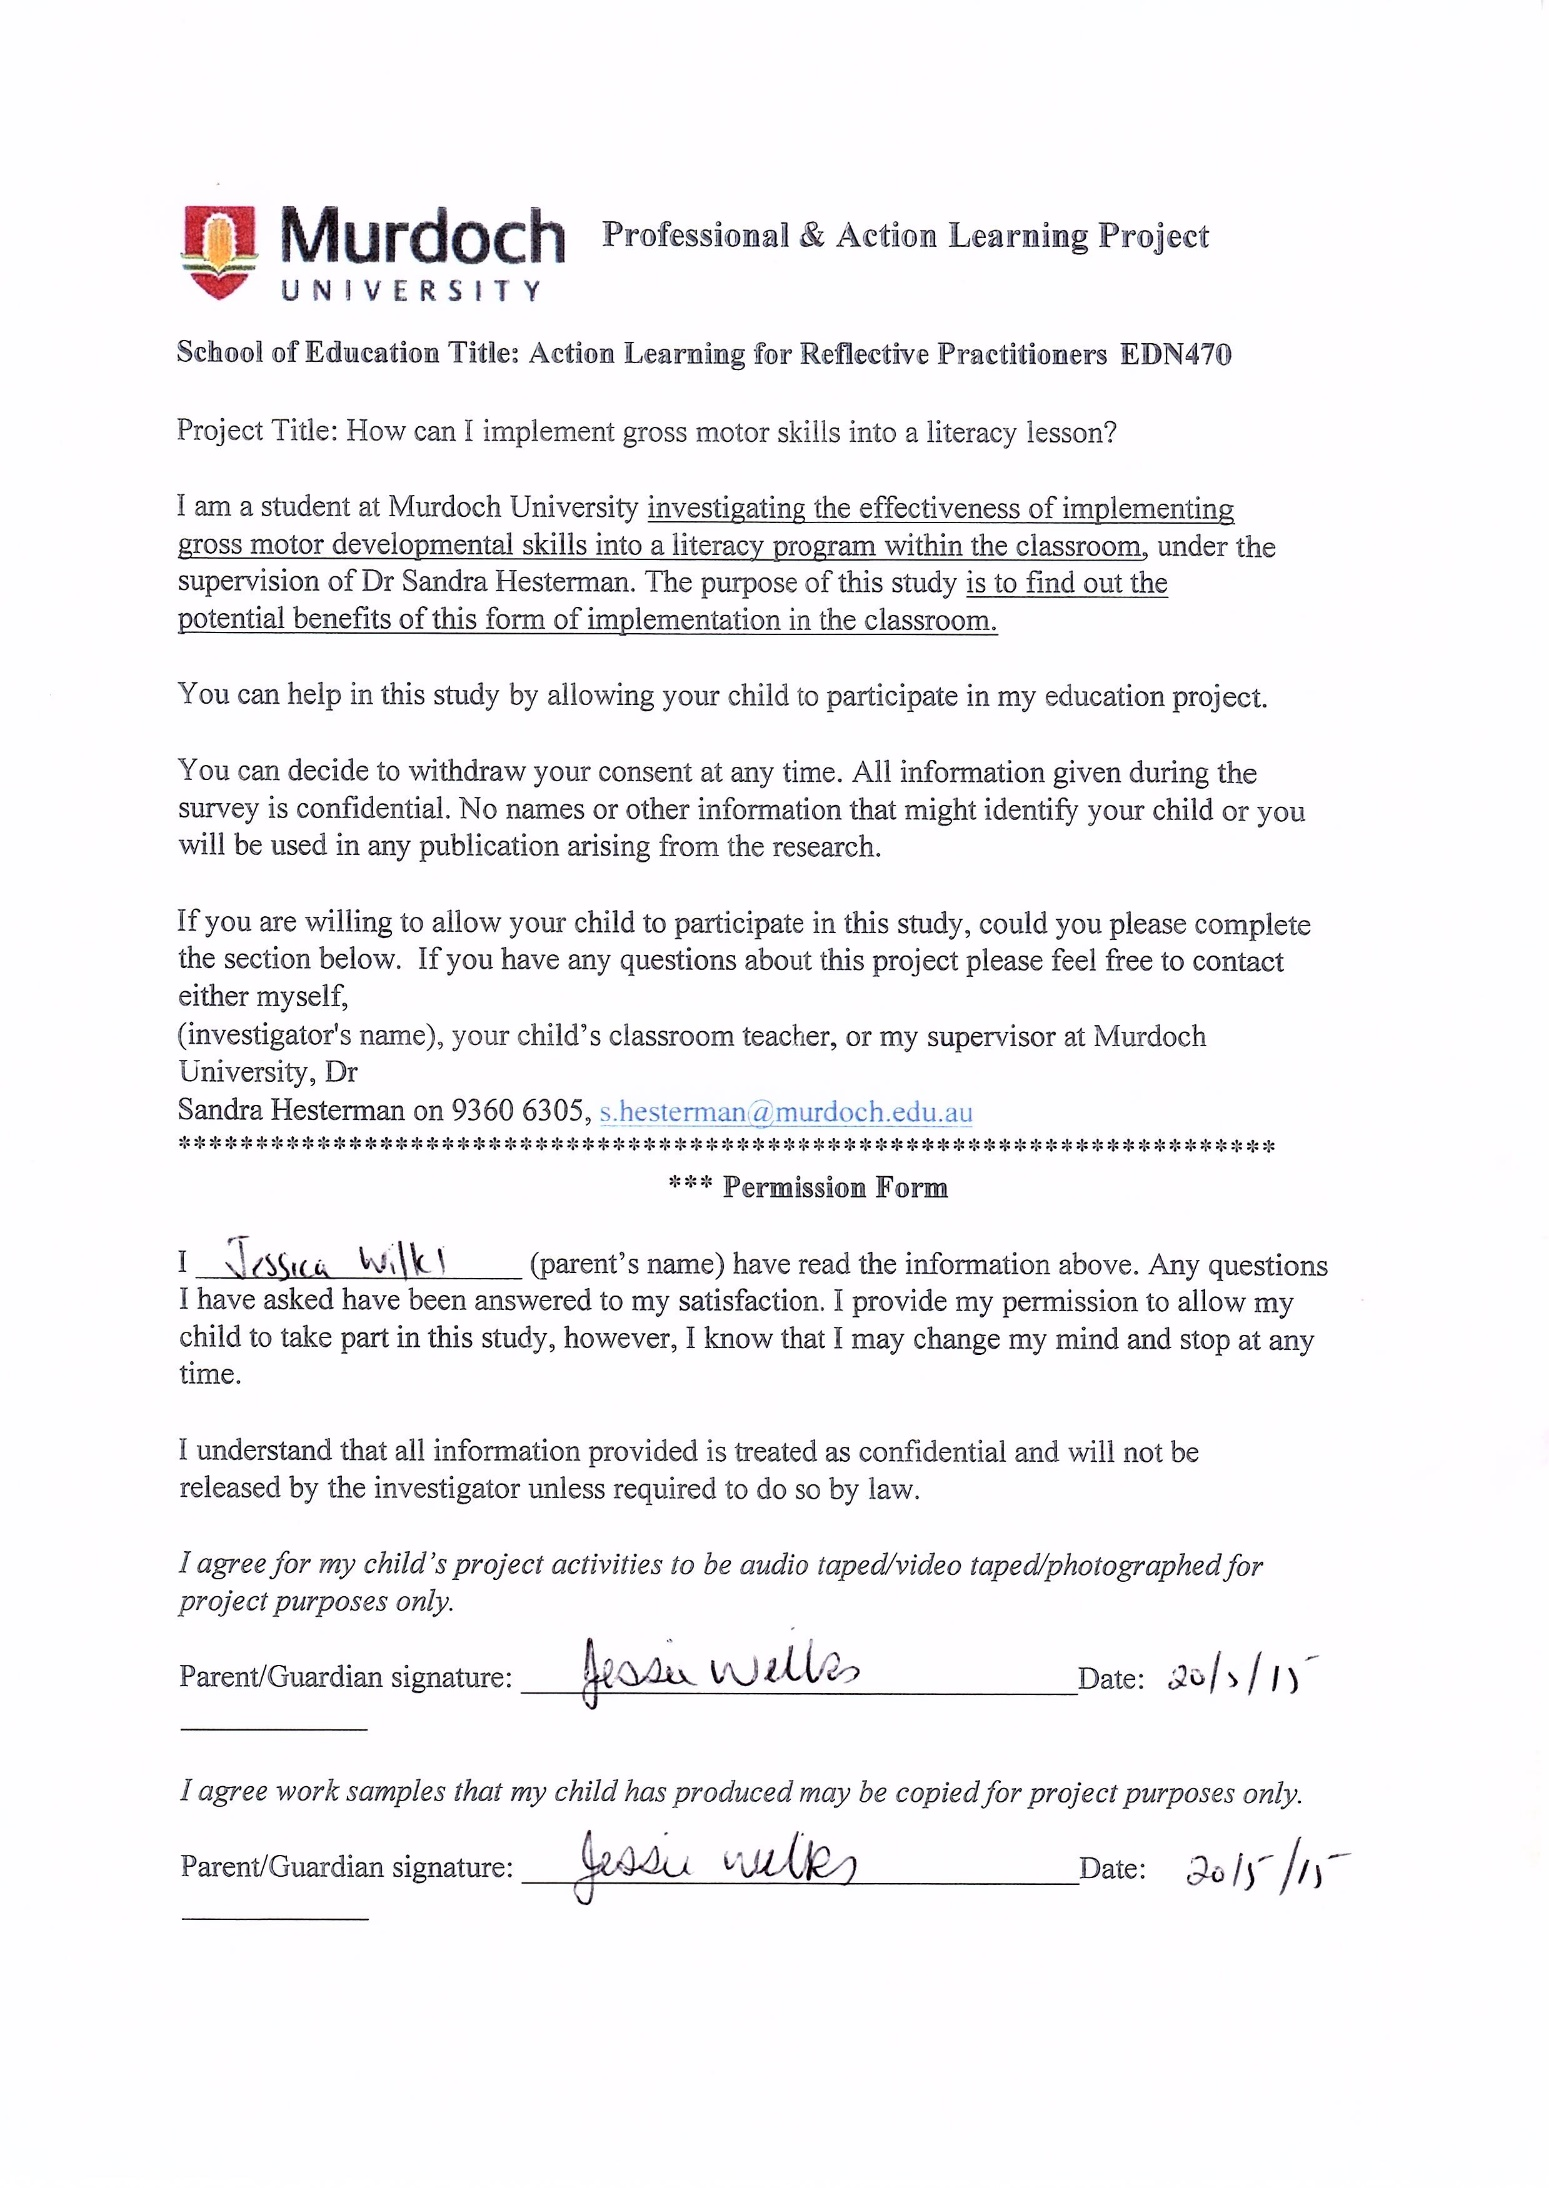 Murdoch
UNIVERSITY
Professional & Action Learning Project
School of Education Title: Action Learning for Reflective Practitioners EDN470
Project Title: How can I implement gross motor skills into a literacy lesson?
I am a student at Murdoch University investigating the effectiveness of implementing
gross motor developmental skills into a literacy program within the classroom, under the
supervision of Dr Sandra Hesterman. The purpose of this study is to find out the
potential benefits of this form of implementation in the classroom.
You can help in this study by allowing your child to participate in my education project.
You can decide to withdraw your consent at any time. All information given during the
survey is confidential. No names or other information that might identify your child or you
will be used in any publication arising from the research.
If you are willing to allow your child to participate in this study, could you please complete
the section below. If you have any questions about this project please feel free to contact
either myself,
(investigator's name), your child's classroom teacher, or my supervisor at Murdoch
University, Dr
Sandra Hesterman on 9360 6305, s.hesterman@murdoch.edu.au
***********************************************************************
*** Permission Form
I Jessica (parent's name) have read the information above. Any questions
I have asked have been answered to my satisfaction. I provide my permission to allow my
child to take part in this study, however, I know that I may change my mind and stop at any
time.
I understand that all information provided is treated as confidential and will not be
released by the investigator unless required to do so by law.
I agree for my child's project activities to be audio taped/video taped/photographed for
project purposes only.
Parent/Guardian signature: Date:
I agree work samples that my child has produced may be copied for project purposes only.
Parent/Guardian signature: Date: 20/5/15